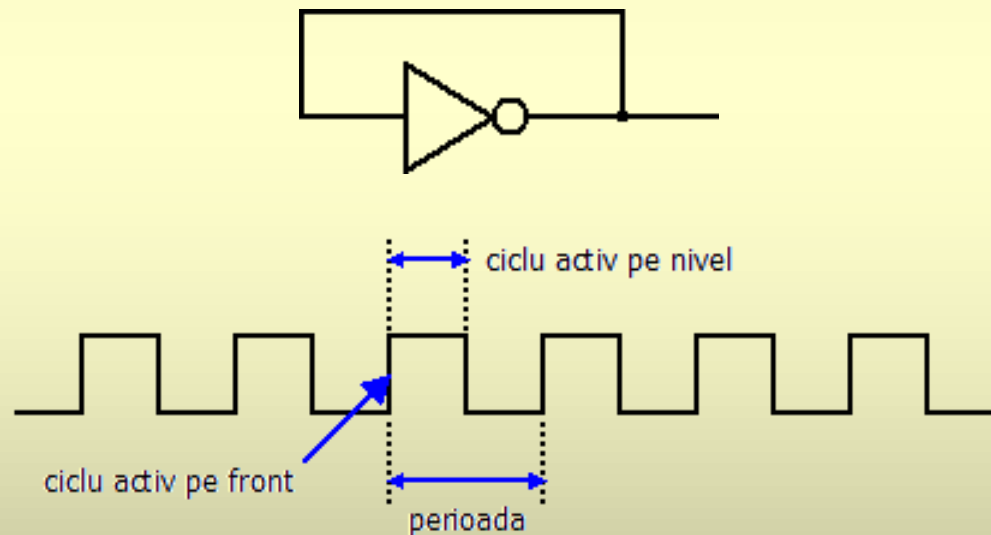 ciclu activ pe nivel
ciclu activ pe front
perioada